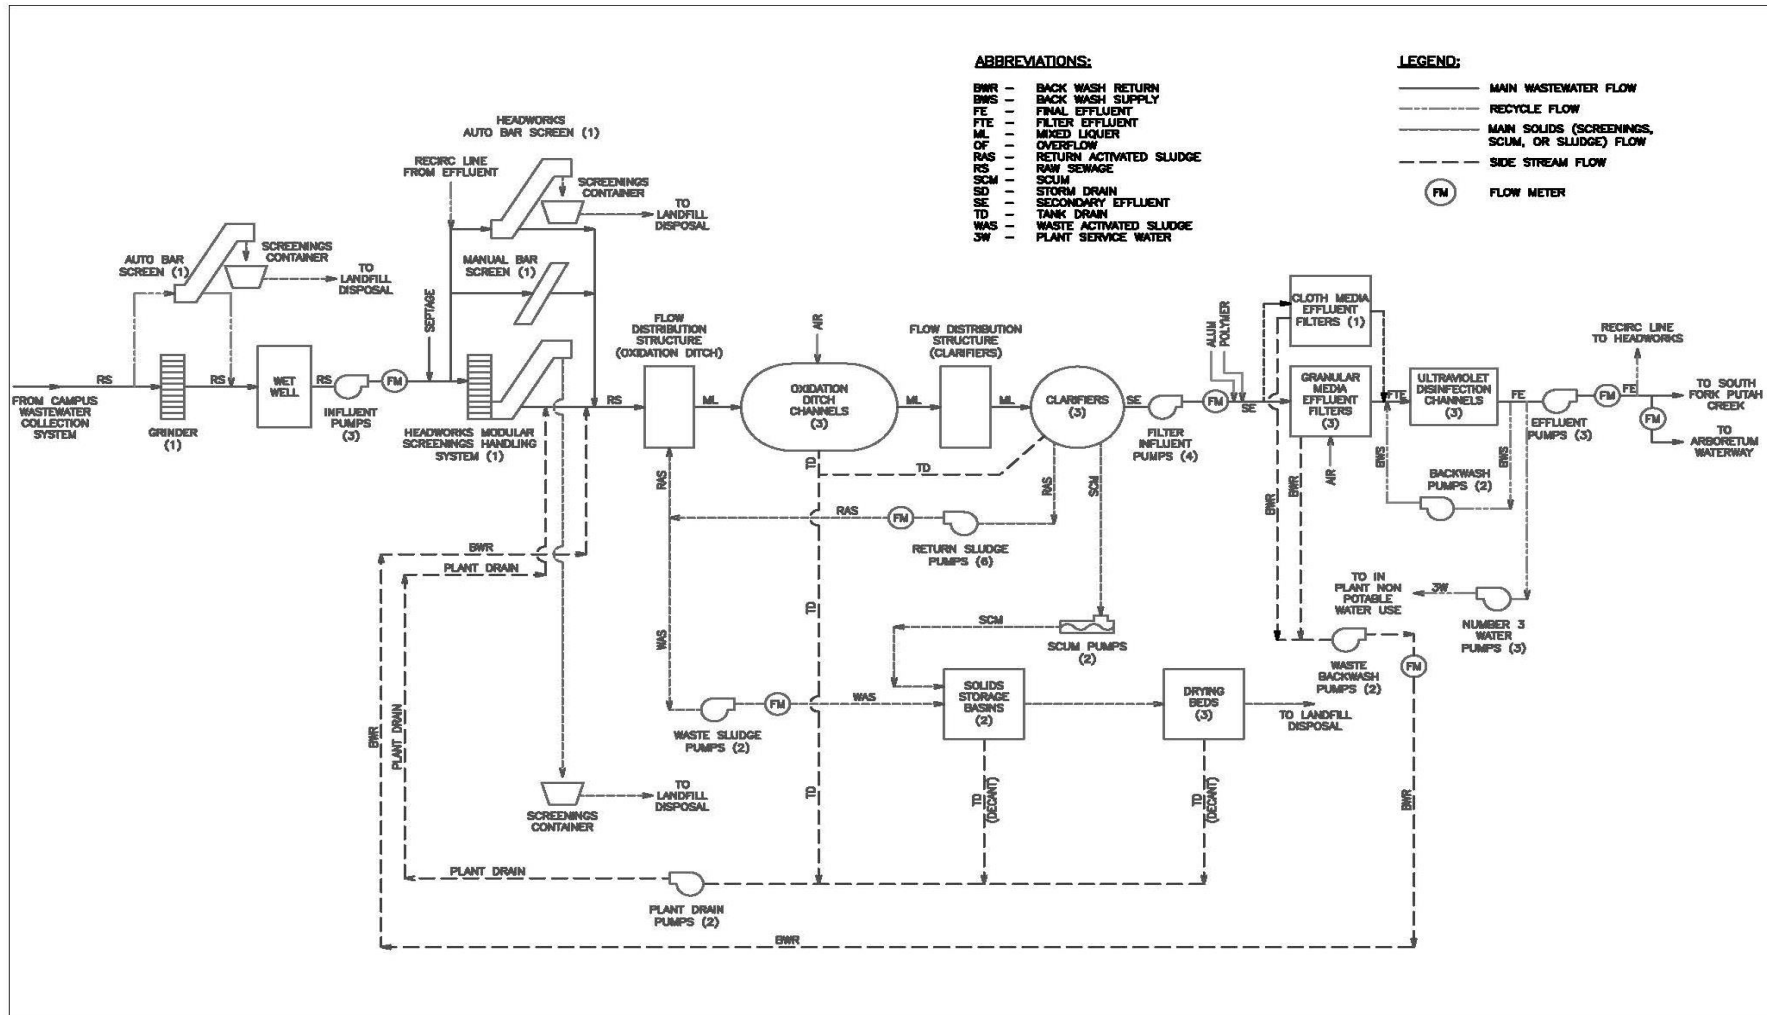 ABBREVIATIONS:
BWR – BACK WASH RETURN
BWS – BACK WASH SUPPLY
FE – FINAL EFFLUENT
FTE – FILTER EFFLUENT
ML – MIXED LIQUER
OF – OVERFLOW
RAS – RETURN ACTIVATED SLUDGE
RS – RAW SEWAGE
SCM – SCUM
SD – STORM DRAIN
SE – SECONDARY EFFLUENT
TD – TANK DRAIN
WAS – WASTE ACTIVATED SLUDGE
3W – PLANT SERVICE WATER
LEGEND:
MAIN WASTEWATER FLOW
RECYCLE FLOW
MAIN SOLIDS (SCREENINGS,
SCUM, OR SLUDGE) FLOW
SIDE STREAM FLOW
FM FLOW METER
HEADWORKS
AUTO BAR SCREEN (1)
RECIRC LINE
FROM EFFLUENT
SCREENINGS
CONTAINER
TO
LANDFILL
DISPOSAL
AUTO BAR
SCREEN (1)
SCREENINGS
CONTAINER
TO
LANDFILL
DISPOSAL
MANUAL BAR
SCREEN (1)
SEPTAGE
RS
FROM CAMPUS
WASTEWATER
COLLECTION
SYSTEM
GRINDER
(1)
RS
WET
WELL
RS
INFLUENT
PUMPS
(3)
FM
HEADWORKS MODULAR
SCREENINGS HANDLING
SYSTEM (1)
RS
FLOW
DISTRIBUTION
STRUCTURE
(OXIDATION DITCH)
ML
AIR
OXIDATION
DITCH
CHANNELS
(3)
ML
FLOW DISTRIBUTION
STRUCTURE
(CLARIFIERS)
ML
CLARIFIERS
(3)
SE
FILTER
INFLUENT
PUMPS (4)
FM
ALUM
POLYMER
SE
CLOTH MEDIA
EFFLUENT
FILTERS (1)
GRANULAR
MEDIA
EFFLUENT
FILTERS
(3)
AIR
FTE
ULTRAVIOLET
DISINFECTION
CHANNELS
(3)
FE
EFFLUENT
PUMPS (3)
FM
FE
RECIRC LINE
TO HEADWORKS
TO SOUTH
FORK PUTAH
CREEK
FM
TO
ARBORETUM
WATERWAY
BWS
BWS
BACKWASH
PUMPS (2)
BWR
BWR
TD
TD
RAS
RAS
SCM
RAS
FM
RETURN SLUDGE
PUMPS
(6)
BWR
PLANT DRAIN
TO IN
PLANT NON
POTABLE
WATER USE
3W
NUMBER 3
WATER
PUMPS (3)
TD
SCM
SCUM PUMPS
(2)
WASTE
BACKWASH
PUMPS (2)
FM
WAS
WASTE SLUDGE
PUMPS (2)
FM
WAS
SOLIDS
STORAGE
BASINS
(2)
DRYING
BEDS
(3)
TO LANDFILL
DISPOSAL
BWR
PLANT DRAIN
SCREENINGS
CONTAINER
TO
LANDFILL
DISPOSAL
TD
TD
(DECANT)
TD
(DECANT)
BWR
PLANT DRAIN
PLANT DRAIN
PUMPS (2)
BWR